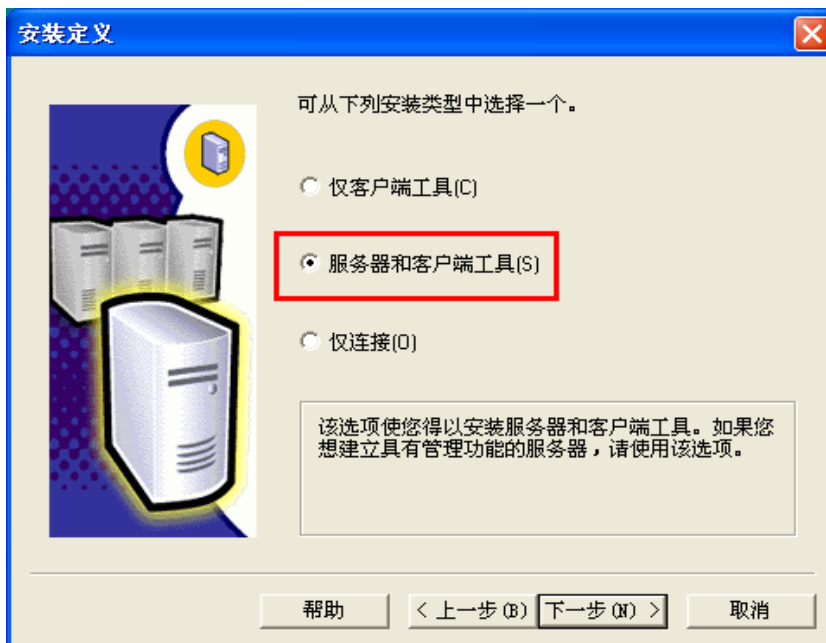 安装定义
可从下列安装类型中选择一个。
仅客户端工具(C)
服务器和客户端工具(S)
仅连接(O)
该选项使您得以安装服务器和客户端工具。如果您
想建立具有管理功能的服务器，请使用该选项。
帮助
< 上一步(B)
下一步(N) >
取消